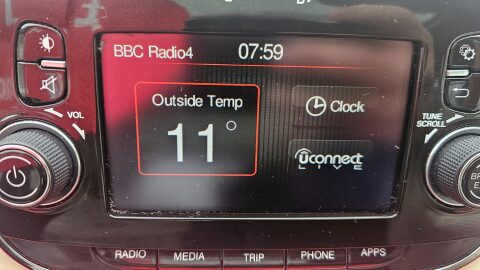 BBC Radio4 07:59
Outside Temp
11°
Clock
uconnect
LIVE
VOL
TUNE
SCROLL
RADIO MEDIA TRIP PHONE APPS